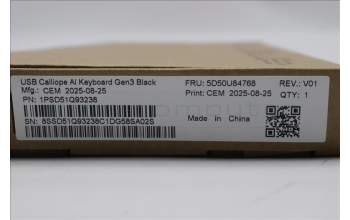 USB Calliope AI Keyboard Gen3 Black
Mfg.: CEM 2025-08-25
PN: 1PSD51Q93238
SN: 8SSD51Q93238C1DG58SA02S
FRU: 5D50U84768
Print: CEM 2025-08-25
Made in China
REV.: V01
QTY: 1